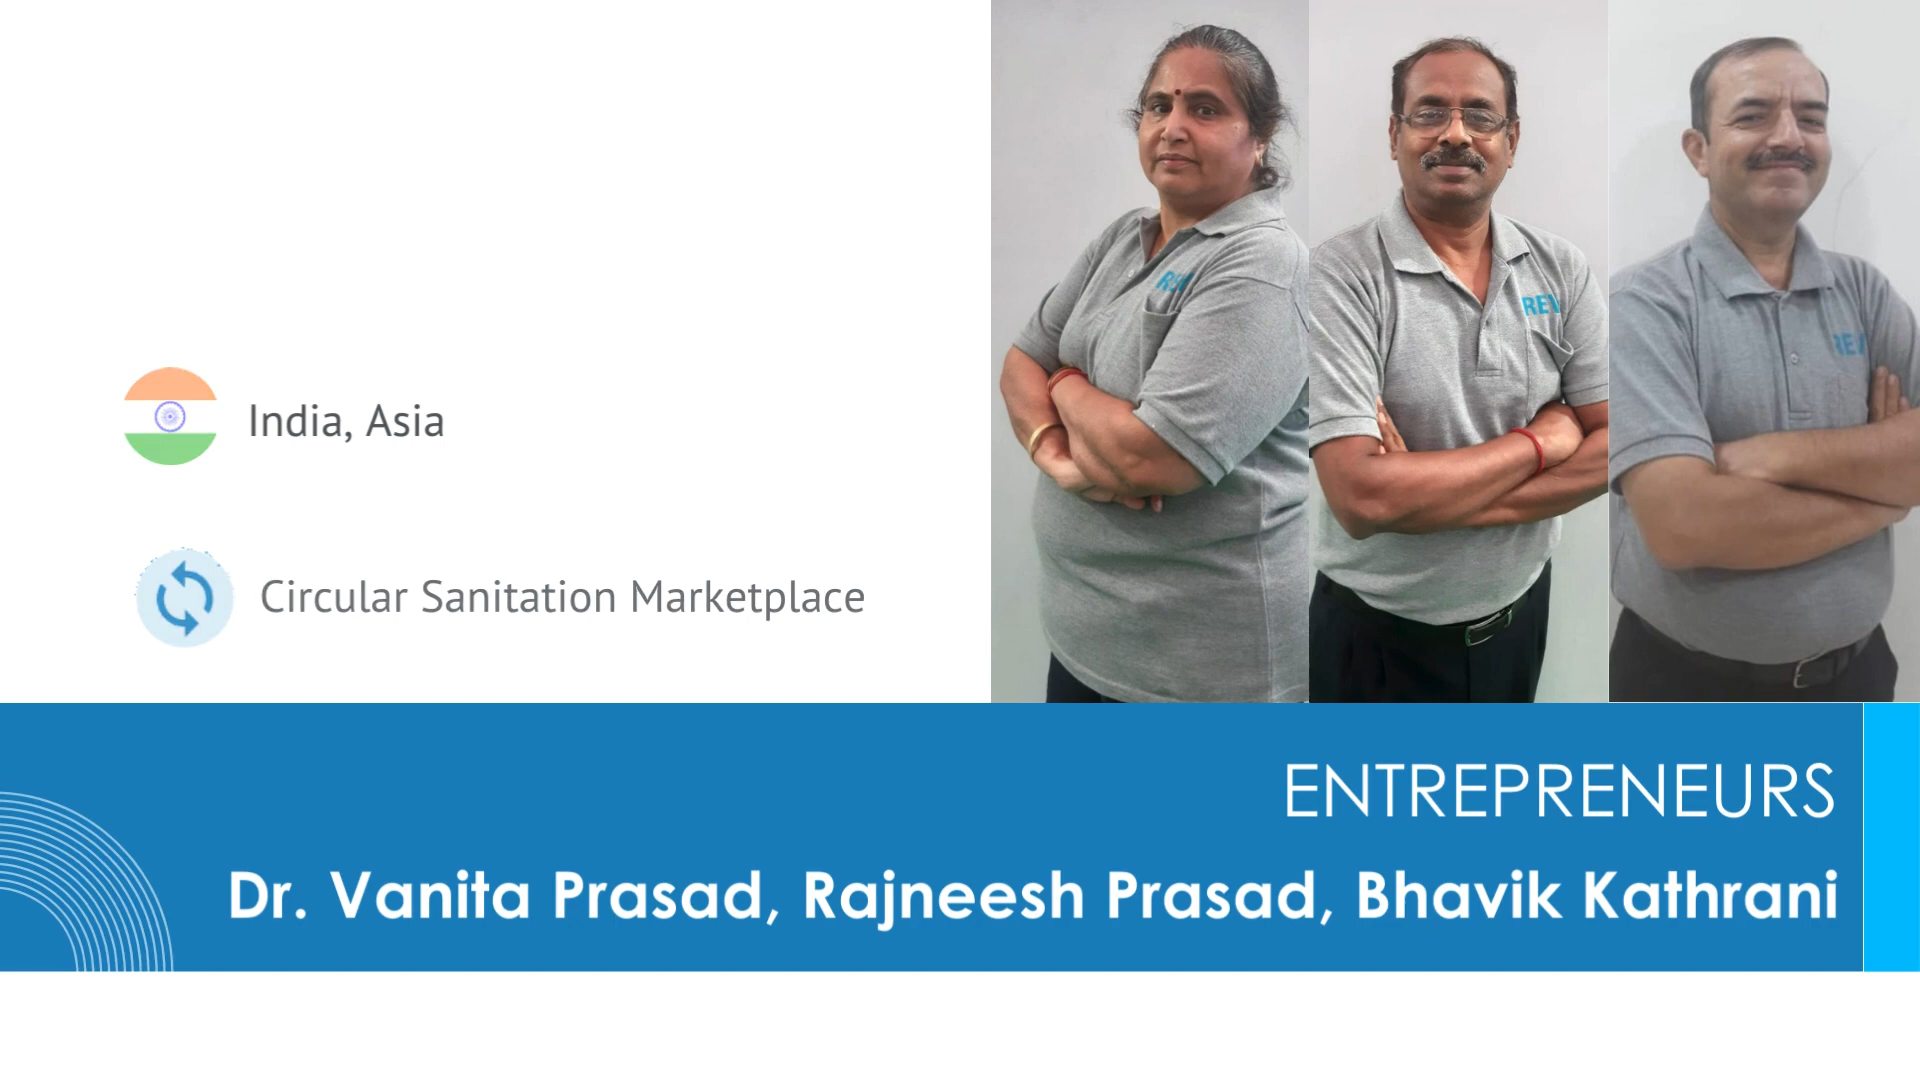 India, Asia
Circular Sanitation Marketplace
ENTREPRENEURS
Dr. Vanita Prasad, Rajneesh Prasad, Bhavik Kathrani